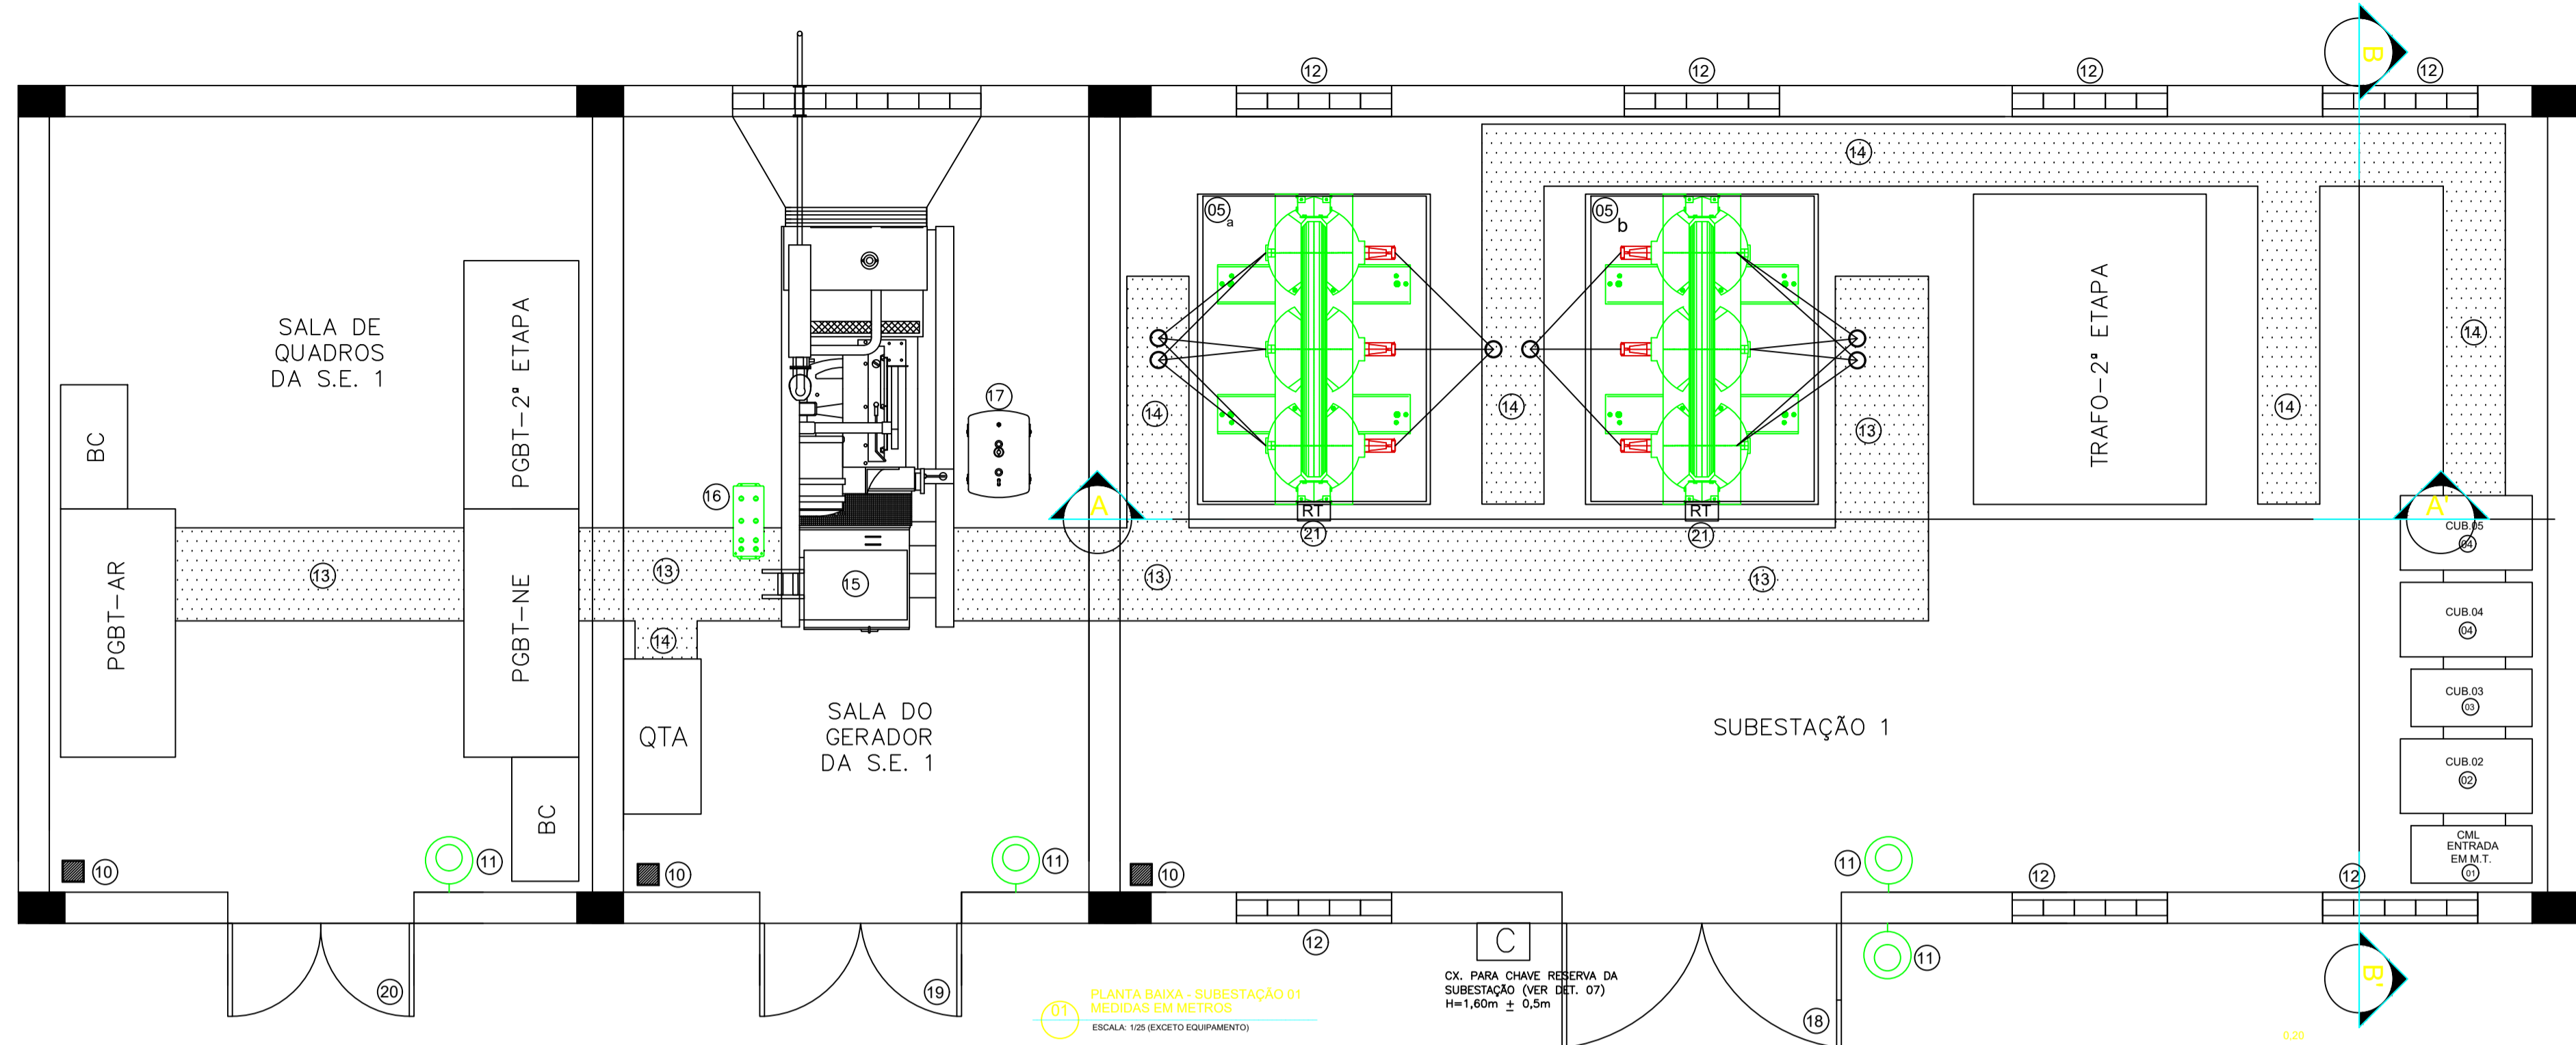 B
12
12
12
12
14
05
a
05
b
SALA DE
QUADROS
DA S.E. 1
PGBT-2ª ETAPA
BC
17
14
14
13
TRAFO-2ª ETAPA
14
14
16
A
RT
21
RT
21
A'
CUB.05
04
PGBT-AR
13
PGBT-NE
13
15
13
13
14
CUB.04
04
QTA
SALA DO
GERADOR
DA S.E. 1
SUBESTAÇÃO 1
CUB.03
03
CUB.02
02
BC
CML
ENTRADA
EM M.T.
01
10
11
10
11
10
11
12
12
12
C
11
B'
CX. PARA CHAVE RESERVA DA
SUBESTAÇÃO (VER DET. 07)
H=1,60m ± 0,5m
20
19
18
01
PLANTA BAIXA - SUBESTAÇÃO 01
MEDIDAS EM METROS
ESCALA: 1/25 (EXCETO EQUIPAMENTO)
0.20